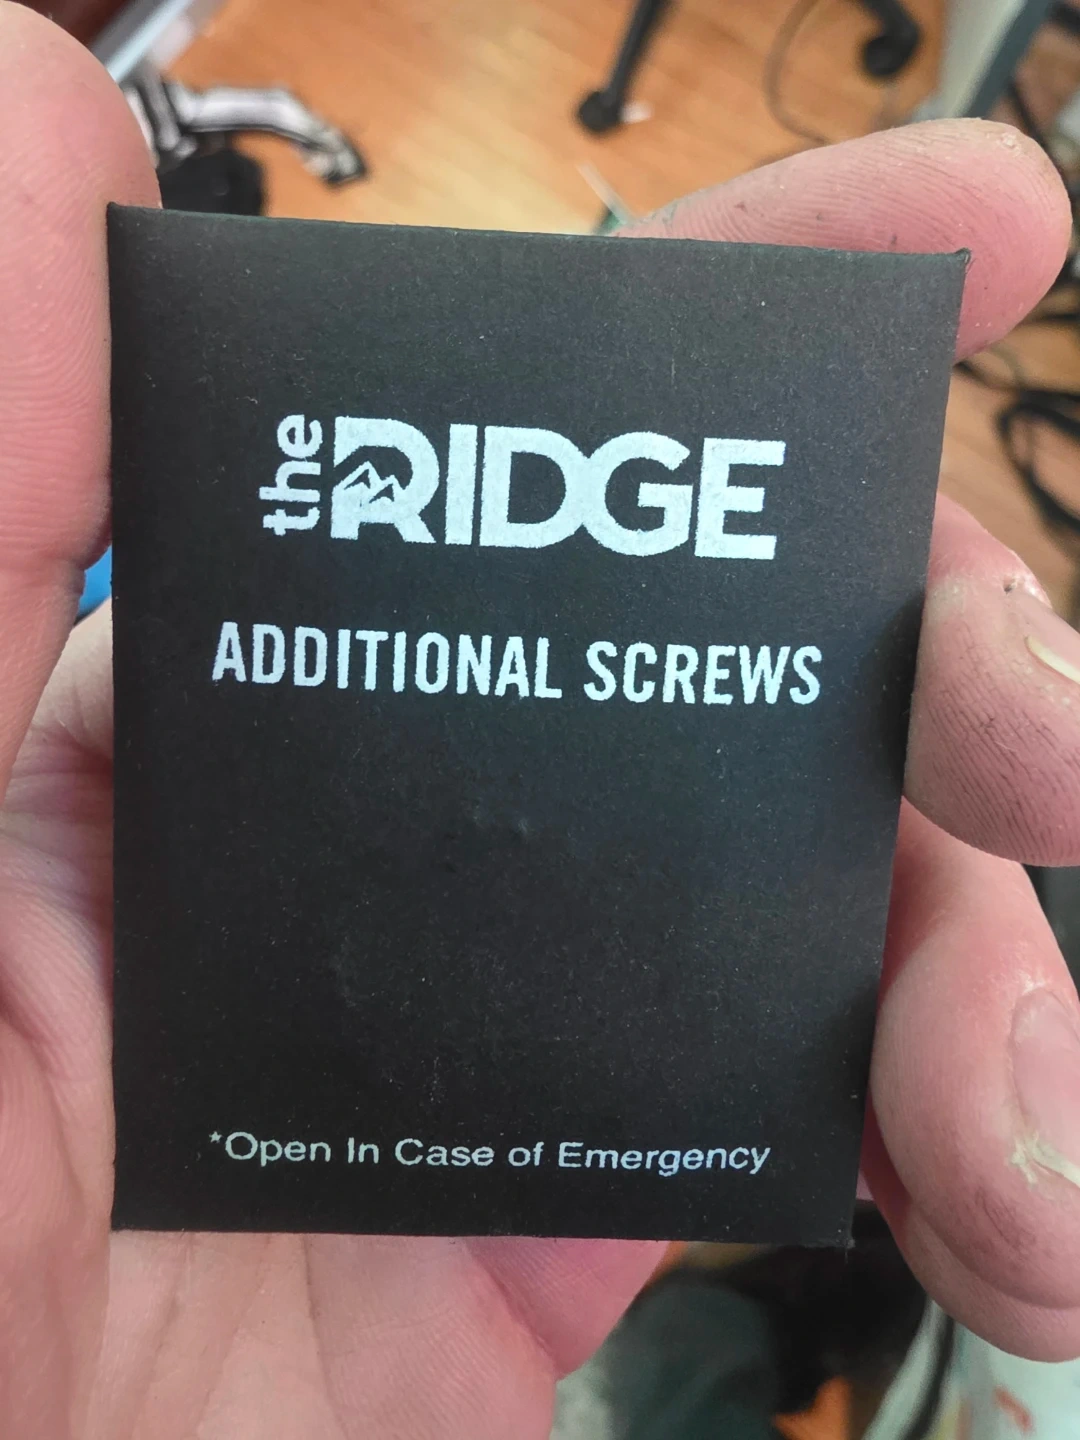 the RIDGE
ADDITIONAL SCREWS
*Open In Case of Emergency